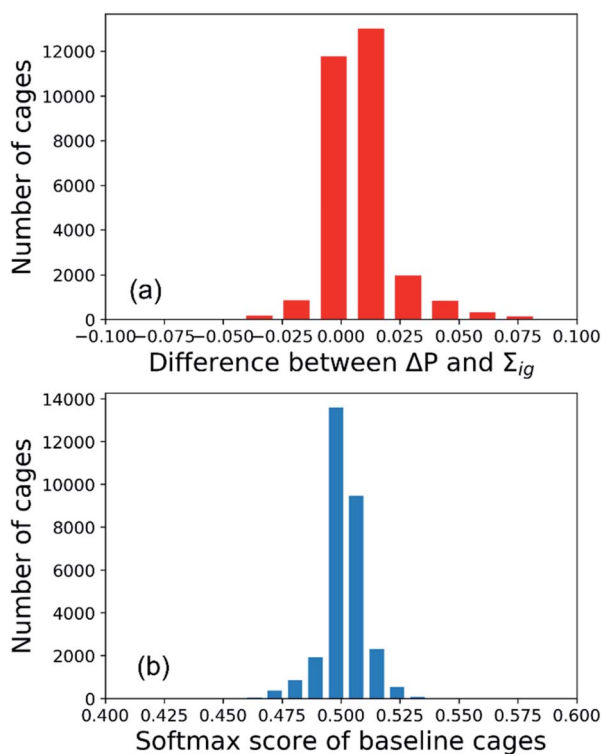 12000
10000
8000
6000
4000
2000
0
Number of cages
(a)
−0.100 −0.075 −0.050 −0.025 0.000 0.025 0.050 0.075 0.100
Difference between ΔP and Σig
14000
12000
10000
8000
6000
4000
2000
0
Number of cages
(b)
0.400 0.425 0.450 0.475 0.500 0.525 0.550 0.575 0.600
Softmax score of baseline cages